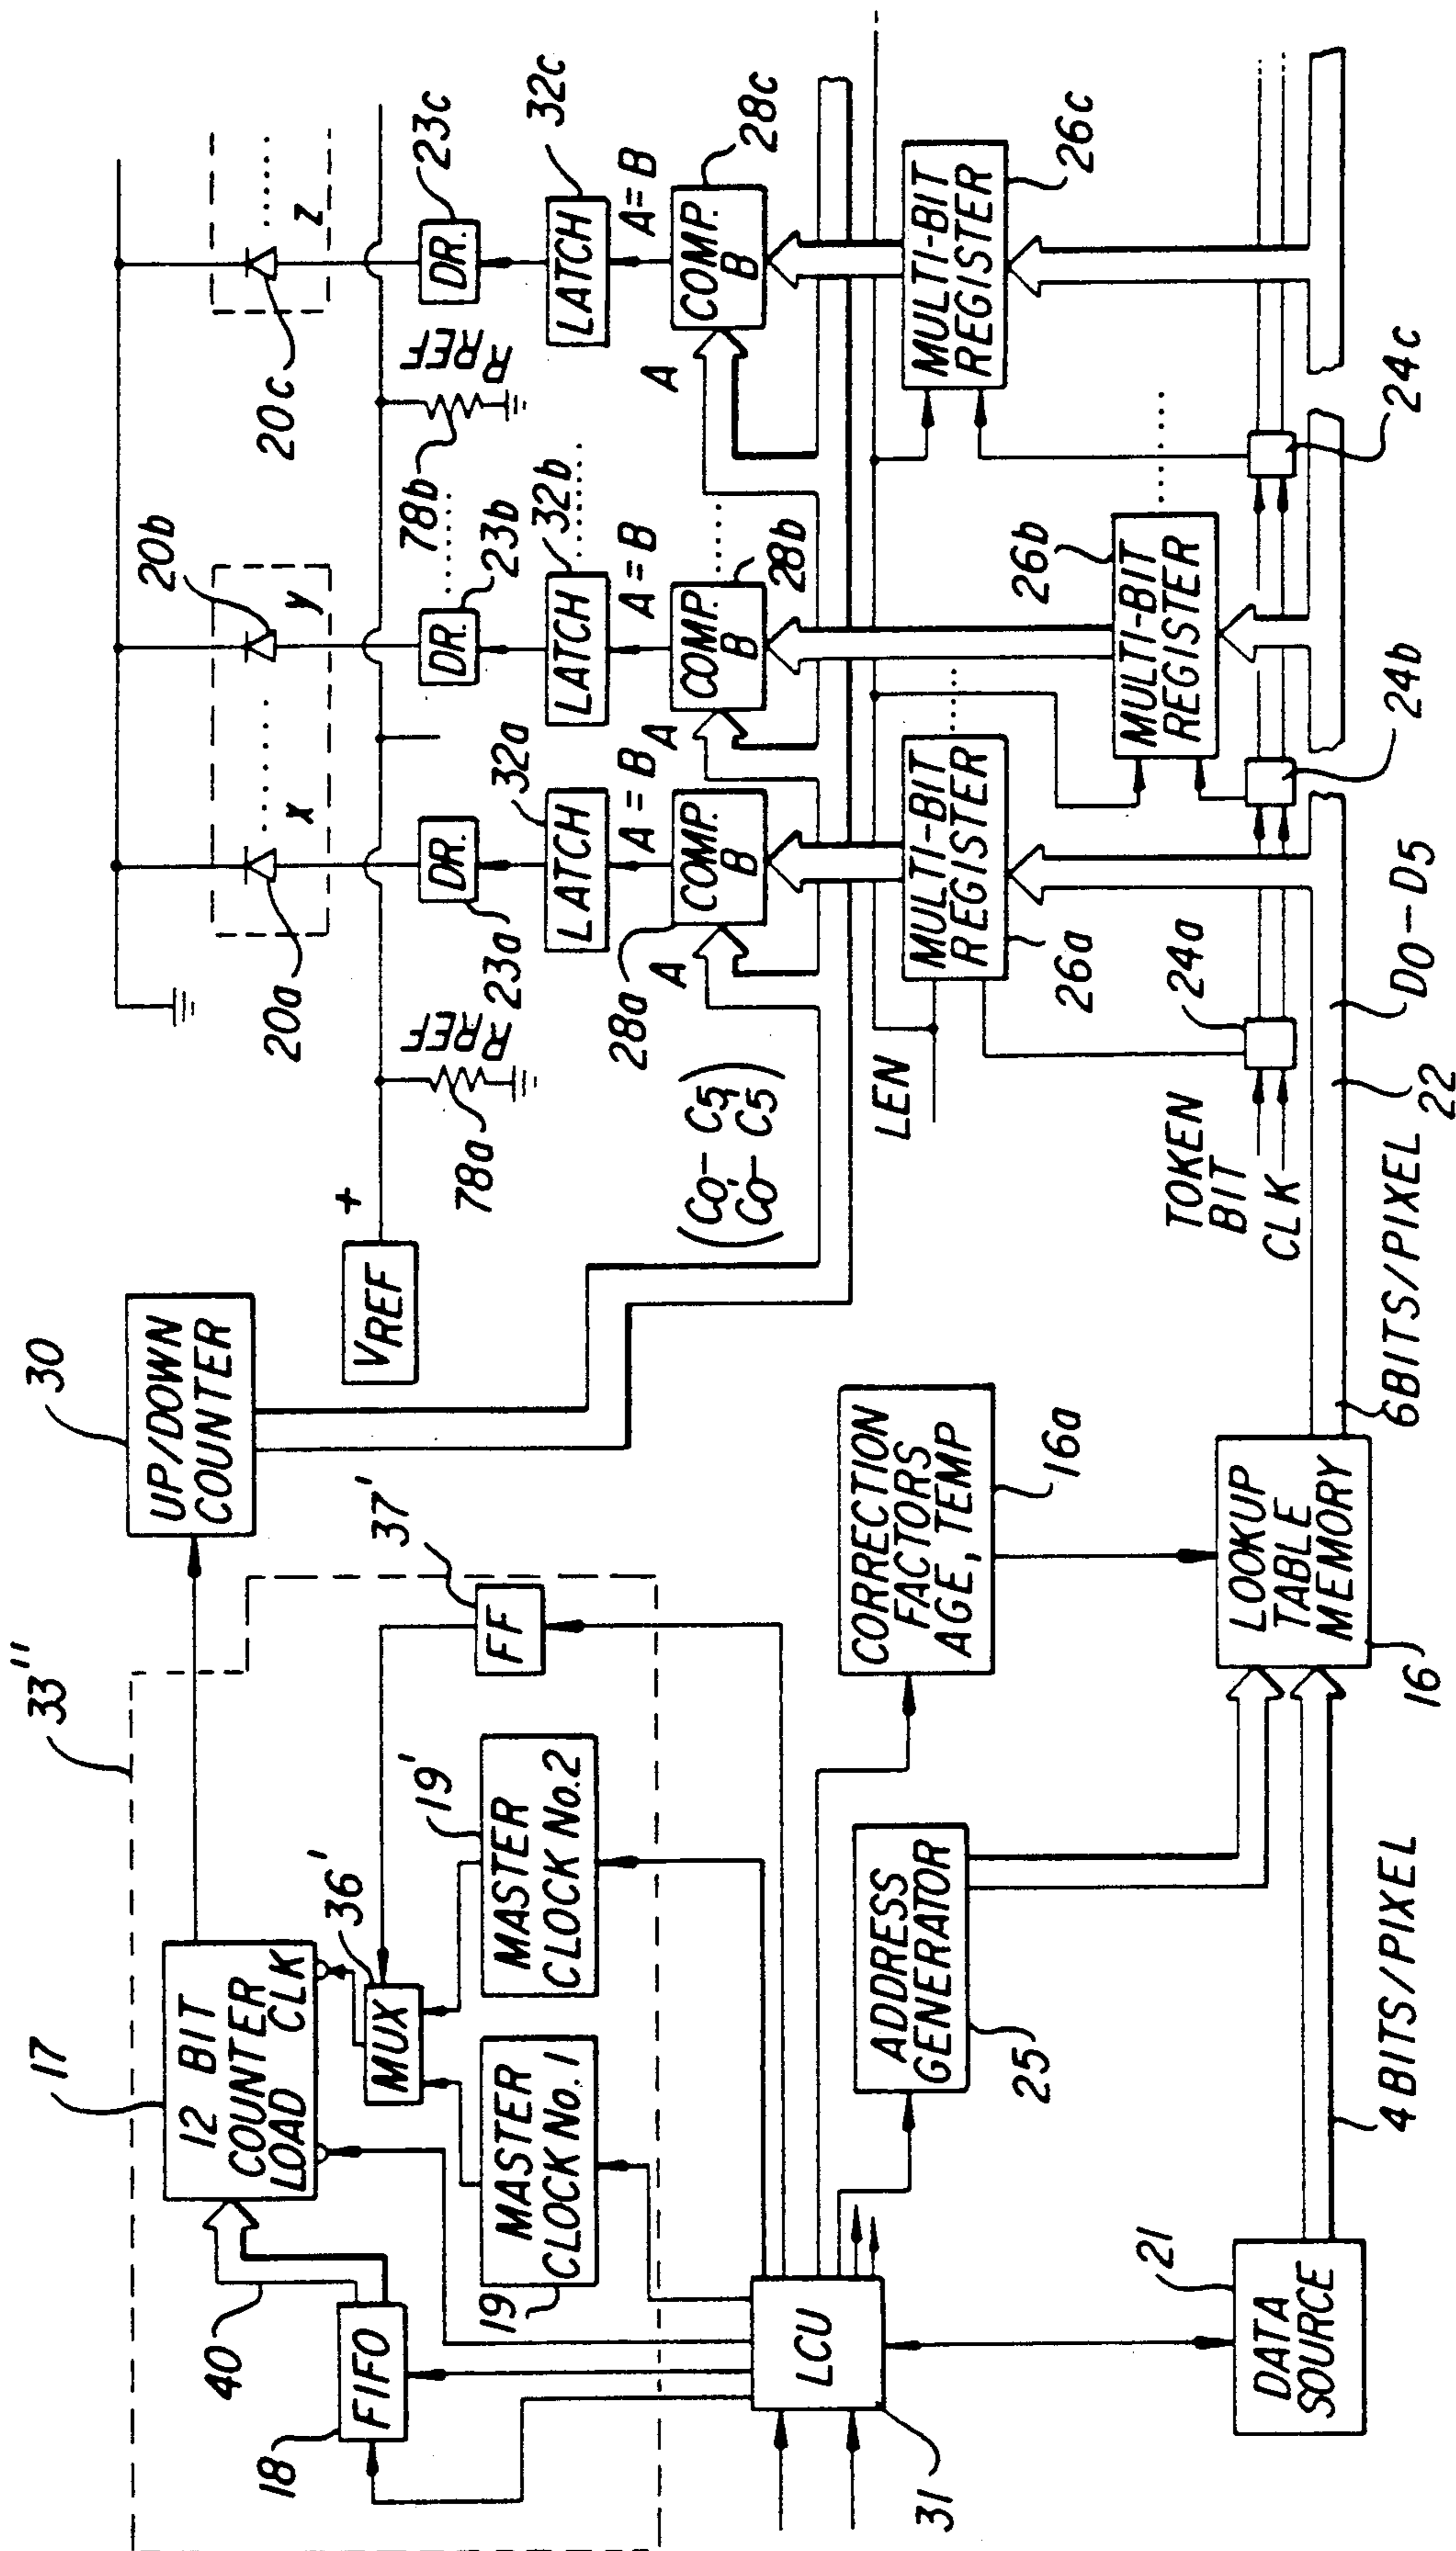 33''
17
12 BIT
COUNTER
LOAD CLK
40
FIFO
18
36'
MUX
37'
FF
19
MASTER
CLOCK No.1
19'
MASTER
CLOCK No.2
30
UP/DOWN
COUNTER
LCU
31
21
DATA
SOURCE
4 BITS/PIXEL
25
ADDRESS
GENERATOR
CORRECTION
FACTORS
AGE, TEMP
16a
LOOKUP
TABLE
MEMORY
16
6BITS/PIXEL
22
D0-D5
VREF
+
78a
RREF
78b
RREF
20a
x
20b
y
20c
z
DR.
23a
DR.
23b
DR.
23c
LATCH
32a
LATCH
32b
LATCH
32c
A = B
A = B
A = B
28a
A
COMP.
B
A
COMP.
B
28b
A
COMP.
B
28c
(C0-C5,
C0-C5)
LEN
MULTI-BIT
REGISTER
26a
MULTI-BIT
REGISTER
26b
MULTI-BIT
REGISTER
26c
TOKEN
BIT
CLK
24a
24b
24c